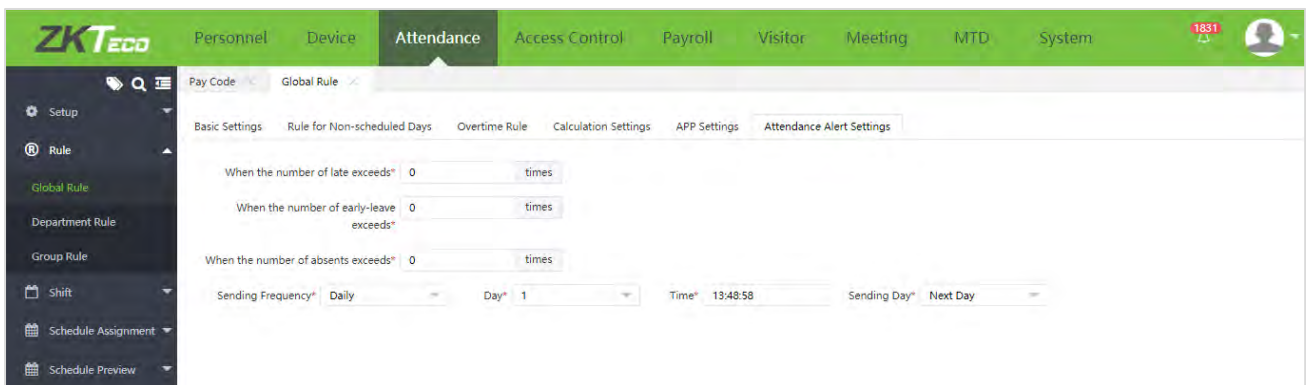 ZKTeco Personnel Device Attendance Access Control Payroll Visitor Meeting MTD System 1831
Pay Code Global Rule
Setup
Basic Settings Rule for Non-scheduled Days Overtime Rule Calculation Settings APP Settings Attendance Alert Settings
Rule
When the number of late exceeds* 0 times
Global Rule
When the number of early-leave 0 times
exceeds*
Department Rule
Group Rule
When the number of absents exceeds* 0 times
Shift
Sending Frequency* Daily Day* 1 Time* 13:48:58 Sending Day* Next Day
Schedule Assignment
Schedule Preview